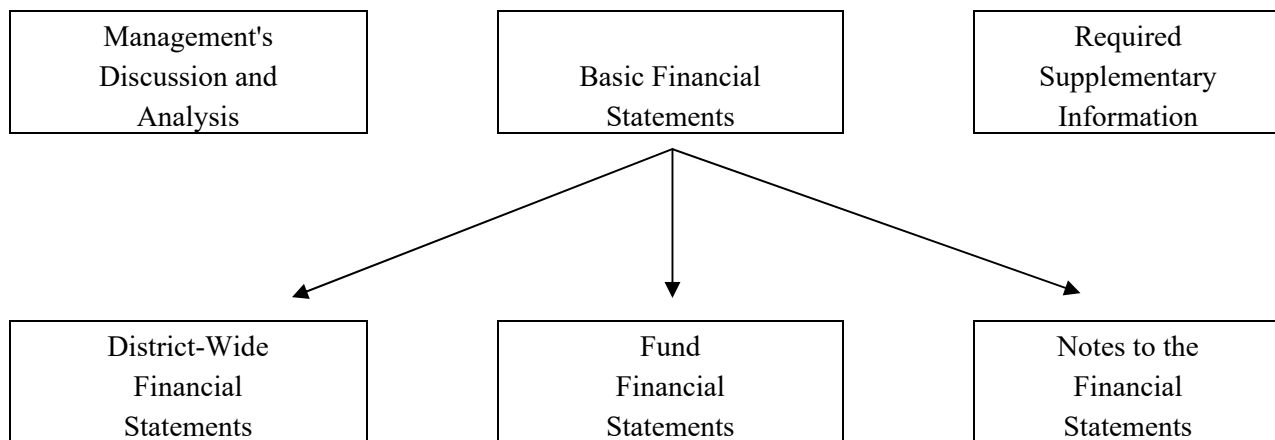 Management's
Discussion and
Analysis
Basic Financial
Statements
Required
Supplementary
Information
District-Wide
Financial
Statements
Fund
Financial
Statements
Notes to the
Financial
Statements